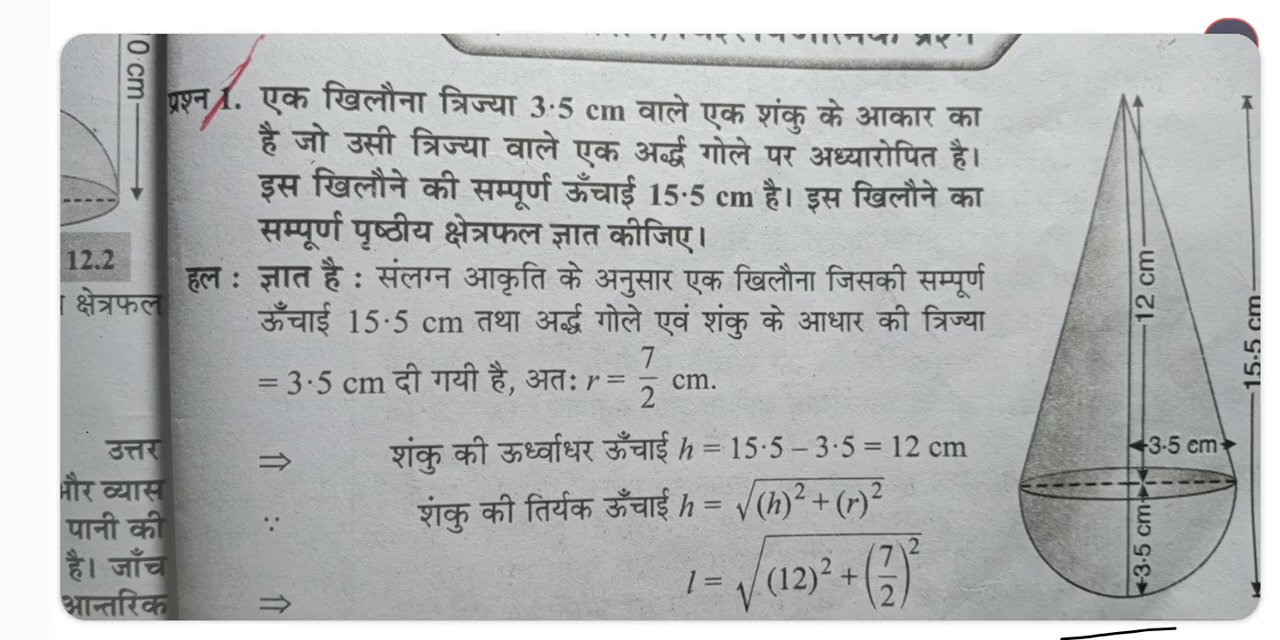 0 cm
प्रश्न 1. एक खिलौना त्रिज्या 3·5 cm वाले एक शंकु के आकार का
है जो उसी त्रिज्या वाले एक अर्द्ध गोले पर अध्यारोपित है।
इस खिलौने की सम्पूर्ण ऊँचाई 15·5 cm है। इस खिलौने का
सम्पूर्ण पृष्ठीय क्षेत्रफल ज्ञात कीजिए।
12.2
हल : ज्ञात है : संलग्न आकृति के अनुसार एक खिलौना जिसकी सम्पूर्ण
क्षेत्रफल
ऊँचाई 15·5 cm तथा अर्द्ध गोले एवं शंकु के आधार की त्रिज्या
= 3·5 cm दी गयी है, अतः r = 7/2 cm.
उत्तर
⇒ शंकु की ऊर्ध्वाधर ऊँचाई h = 15·5 – 3·5 = 12 cm
और व्यास
∵ शंकु की तिर्यक ऊँचाई h = √(h)² + (r)²
पानी की
है। जाँच
⇒ l = √(12)² + (7/2)²
आन्तरिक
12 cm
15·5 cm
3·5 cm
3·5 cm